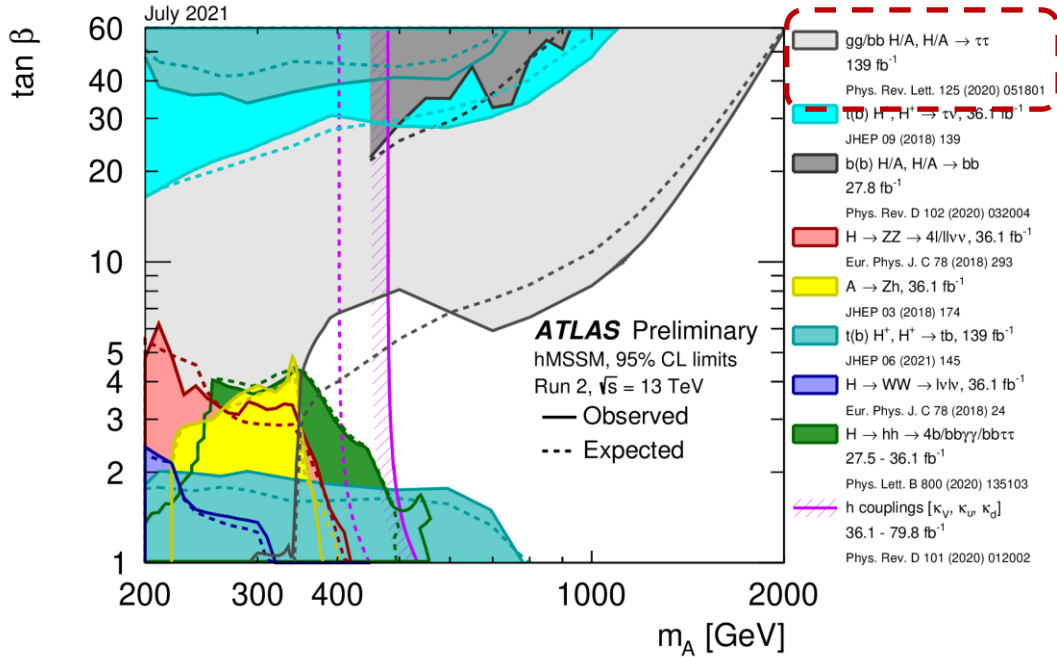 July 2021
tan β
60
50
40
30
20
10
6
5
4
3
2
1
200
300
400
1000
2000
m_A [GeV]
ATLAS Preliminary
hMSSM, 95% CL limits
Run 2, √s = 13 TeV
Observed
Expected
gg/bb H/A, H/A → ττ
139 fb⁻¹
Phys. Rev. Lett. 125 (2020) 051801
t(b) H⁺, H⁺ → τν, 36.1 fb⁻¹
JHEP 09 (2018) 139
b(b) H/A, H/A → bb
27.8 fb⁻¹
Phys. Rev. D 102 (2020) 032004
H → ZZ → 4l/llνν, 36.1 fb⁻¹
Eur. Phys. J. C 78 (2018) 293
A → Zh, 36.1 fb⁻¹
JHEP 03 (2018) 174
t(b) H⁺, H⁺ → tb, 139 fb⁻¹
JHEP 06 (2021) 145
H → WW → lνlν, 36.1 fb⁻¹
Eur. Phys. J. C 78 (2018) 24
H → hh → 4b/bbγγ/bbττ
27.5 - 36.1 fb⁻¹
Phys. Lett. B 800 (2020) 135103
h couplings [κ_V, κ_u, κ_d]
36.1 - 79.8 fb⁻¹
Phys. Rev. D 101 (2020) 012002